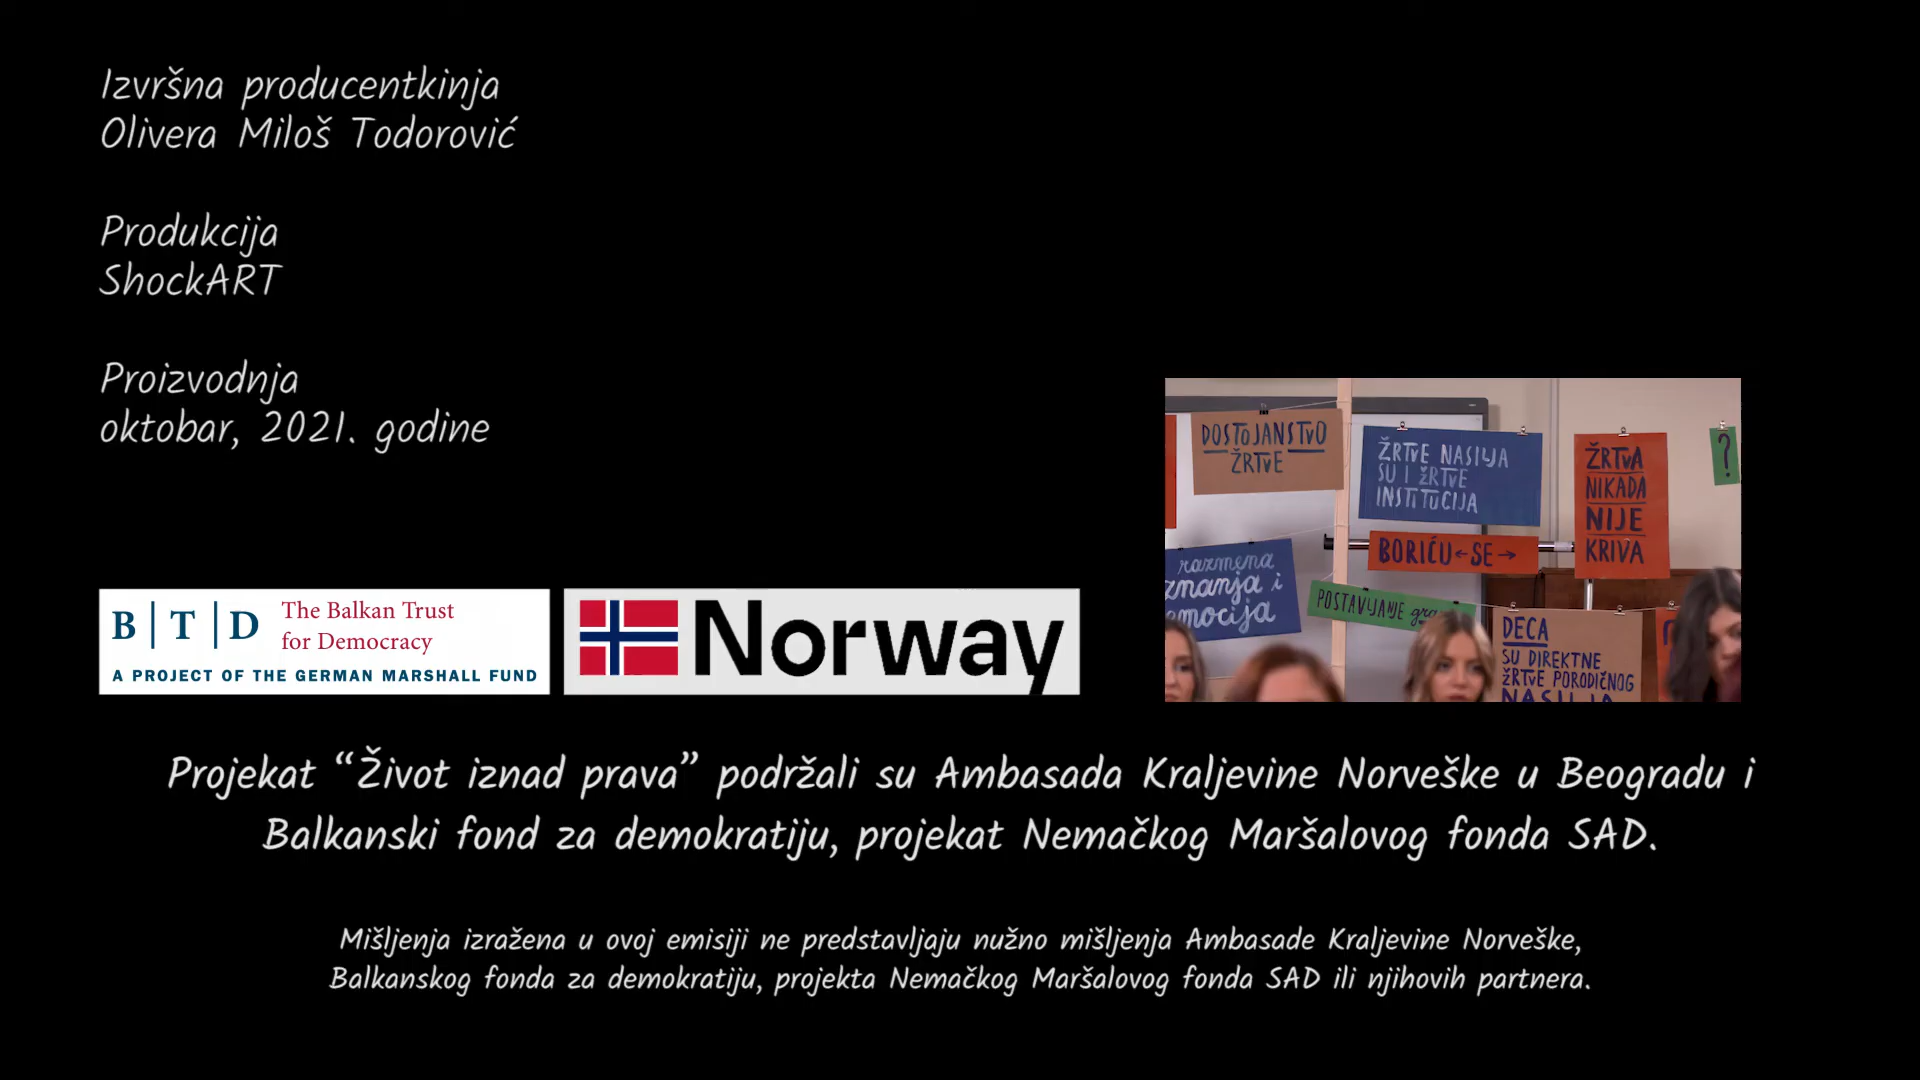 Izvršna producentkinja
Olivera Miloš Todorović
Produkcija
ShockART
Proizvodnja
oktobar, 2021. godine
DOSTOJANSTVO
ŽRTVE
ŽRTVE NASILJA
SU I ŽRTVE
INSTITUCIJA
ŽRTVA
NIKADA
NIJE
KRIVA
?
BORIĆU ← SE →
razmena
znanja i
emocija
POSTAVLJANJE
DECA
SU DIREKTNE
ŽRTVE PORODIČNOG
NASILJA
B|T|D
The Balkan Trust
for Democracy
A PROJECT OF THE GERMAN MARSHALL FUND
Norway
Projekat “Život iznad prava” podržali su Ambasada Kraljevine Norveške u Beogradu i
Balkanski fond za demokratiju, projekat Nemačkog Maršalovog fonda SAD.
Mišljenja izražena u ovoj emisiji ne predstavljaju nužno mišljenja Ambasade Kraljevine Norveške,
Balkanskog fonda za demokratiju, projekta Nemačkog Maršalovog fonda SAD ili njihovih partnera.